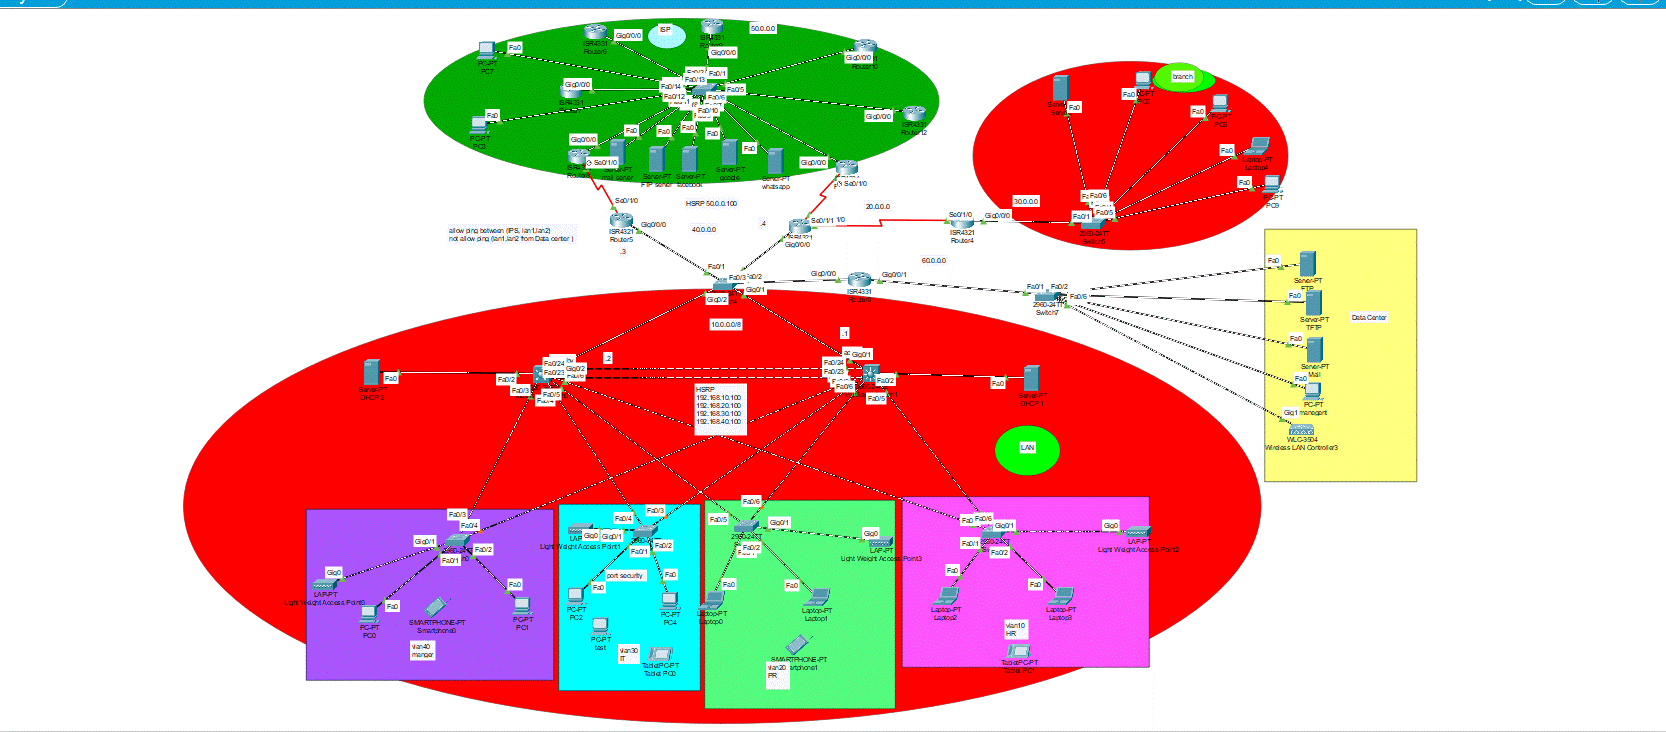 ISP
50.0.0.0
Gig0/0/0
ISR4331
Router6
Gig0/0/0
Fa0
PC-PT
PC7
Gig0/0/0
Router10
Fa0/1
Fa0/13
Fa0/14
Fa0/5
Fa0/12
Fa0/6
Fa0/10
Gig0/0/0
ISR4331
Fa0
PC-PT
PC3
Gig0/0/0
ISR4331
Router12
Gig0/0/0
Se0/1/0
Fa0
Fa0
Fa0
Fa0
Fa0
mail server
Server-PT
FTP server
Server-PT
facebook
Server-PT
google
Server-PT
whatsapp
Gig0/0/0
Se0/1/0
branch
Fa0
Fa0
Fa0
PC-PT
Fa0
Laptop-PT
Laptop4
Fa0
PC-PT
PC9
Fa0/6
Fa0/1
Fa0/5
2960-24TT
Switch6
30.0.0.0
HSRP 50.0.0.100
20.0.0.0
40.0.0.0
.4
Se0/1/0
ISR4321
Router5
Gig0/0/0
.3
Se0/1/1
1/0
ISR4321
Gig0/0/0
Se0/1/0
Gig0/0/0
ISR4321
Router4
allow ping between (IPS, lan1,lan2)
not allow ping (lan1,lan2 from Data center )
60.0.0.0
Fa0/1
Fa0/3
Fa0/2
Gig0/1
Gig0/2
Gig0/0/0
Gig0/0/1
ISR4331
Fa0/1
Fa0/2
Fa0/6
2960-24TT
Switch7
Data Center
Fa0
Server-PT
FTP
Fa0
Server-PT
TFTP
Fa0
Server-PT
Mail
Fa0
PC-PT
managent
Gig1
WLC-3504
Wireless LAN Controller3
10.0.0.0/8
.1
.2
Server-PT
DHCP 2
Fa0
Fa0/2
Fa0/3
Fa0/24
Fa0/23
Gig0/2
Fa0/5
Gig0/1
Fa0/24
Fa0/23
Fa0/6
Fa0/2
Fa0/5
Fa0
Server-PT
DHCP 1
HSRP
192.168.10.100
192.168.20.100
192.168.30.100
192.168.40.100
LAN
Fa0/3
Fa0/4
Gig0/1
Fa0/2
Fa0/1
Gig0
LAP-PT
Light Weight Access Point0
Fa0
PC-PT
PC0
SMARTPHONE-PT
Smartphone0
Fa0
PC-PT
PC1
vlan40
manger
Fa0/4
Fa0/3
Gig0
Gig0/1
Light Weight Access Point1
Fa0/2
Fa0/1
port security
Fa0
PC-PT
PC2
Fa0
PC-PT
PC4
PC-PT
test
vlan30
IT
TabletPC-PT
Tablet PC0
Fa0/6
Fa0/5
Gig0/1
2960-24TT
Fa0/2
Gig0
LAP-PT
Light Weight Access Point3
Fa0
Laptop-PT
Laptop0
Fa0
Laptop-PT
Laptop1
SMARTPHONE-PT
vlan20
PR
Fa0/6
Gig0/1
2960-24TT
Fa0/1
Fa0/2
Gig0
LAP-PT
Light Weight Access Point2
Fa0
Laptop-PT
Laptop2
Fa0
Laptop-PT
Laptop3
vlan10
HR
TabletPC-PT
Tablet PC1